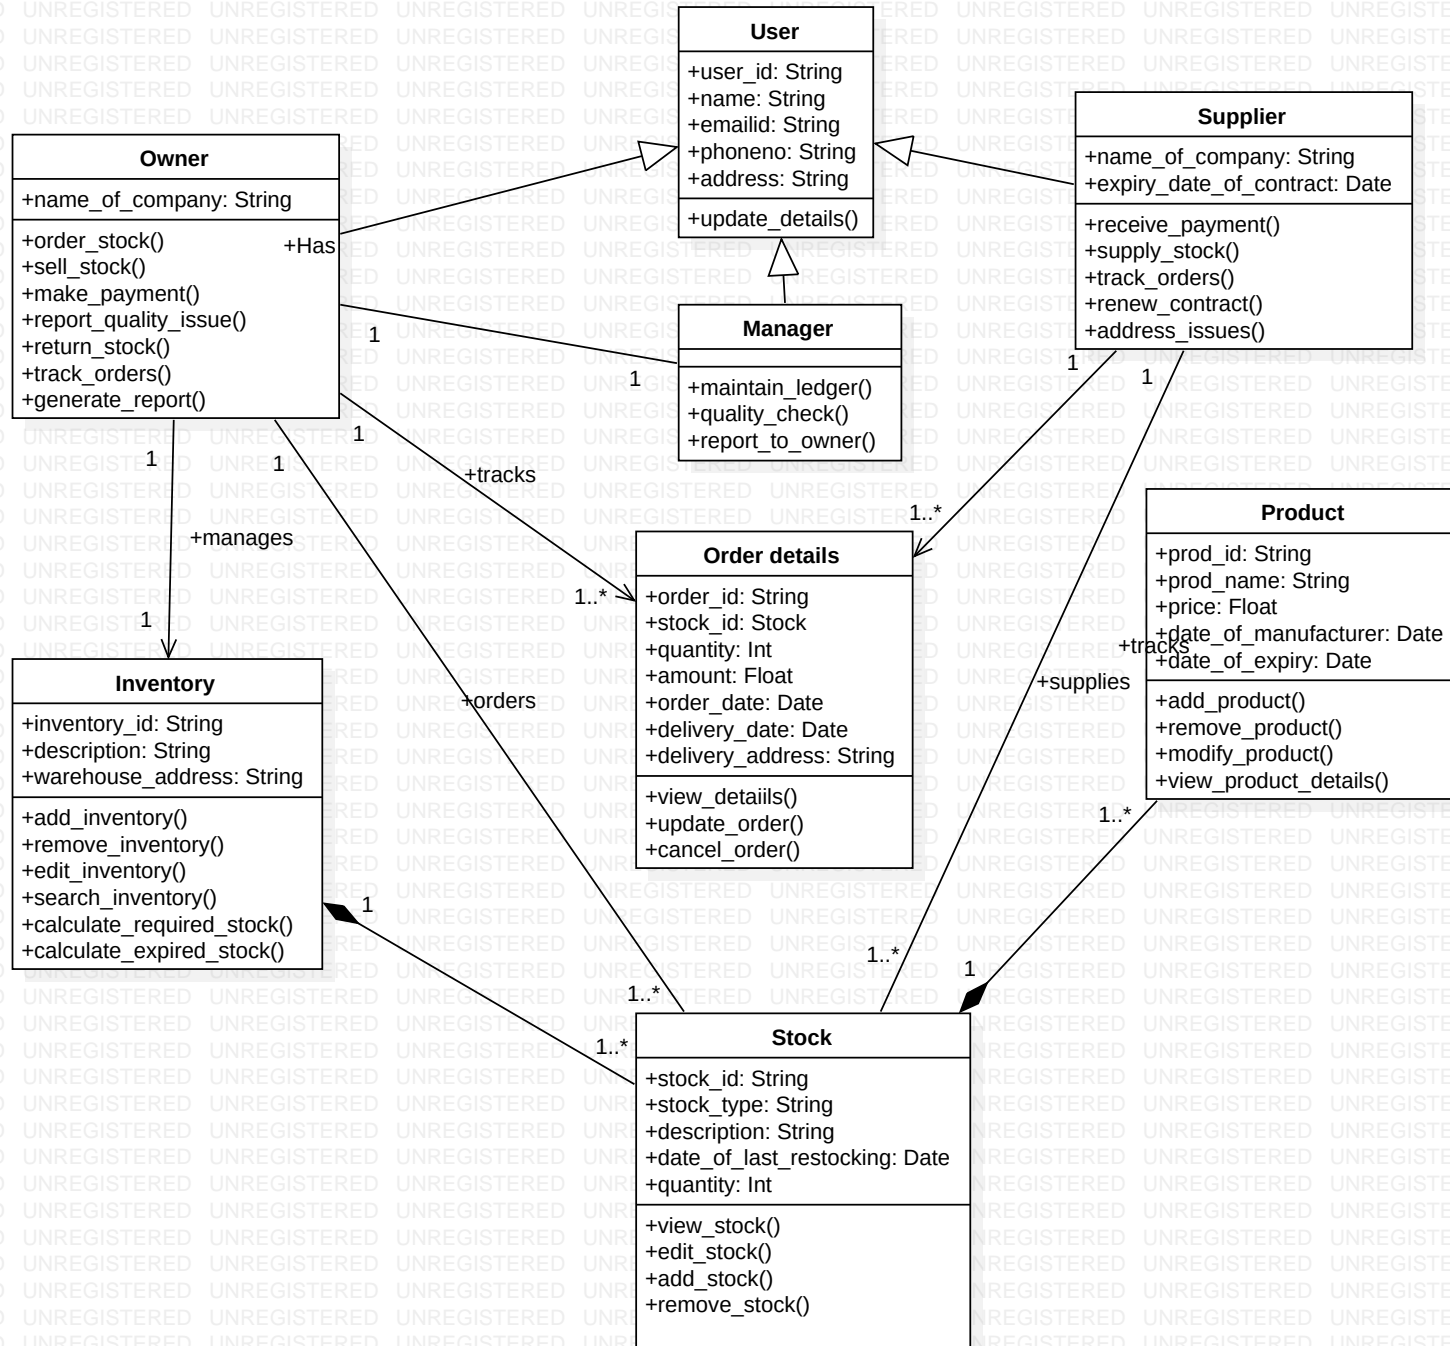 User
+user_id: String
+name: String
+emailid: String
+phoneno: String
+address: String
+update_details()
Supplier
+name_of_company: String
+expiry_date_of_contract: Date
+receive_payment()
+supply_stock()
+track_orders()
+renew_contract()
+address_issues()
Owner
+name_of_company: String
+order_stock()
+sell_stock()
+make_payment()
+report_quality_issue()
+return_stock()
+track_orders()
+generate_report()
+Has
1
1
Manager
+maintain_ledger()
+quality_check()
+report_to_owner()
1
1
1
+tracks
1..*
1
1..*
1
+manages
1
+orders
1..*
+supplies
+tracks
1..*
Order details
+order_id: String
+stock_id: Stock
+quantity: Int
+amount: Float
+order_date: Date
+delivery_date: Date
+delivery_address: String
+view_detaiils()
+update_order()
+cancel_order()
Product
+prod_id: String
+prod_name: String
+price: Float
+date_of_manufacturer: Date
+date_of_expiry: Date
+add_product()
+remove_product()
+modify_product()
+view_product_details()
1..*
1
Inventory
+inventory_id: String
+description: String
+warehouse_address: String
+add_inventory()
+remove_inventory()
+edit_inventory()
+search_inventory()
+calculate_required_stock()
+calculate_expired_stock()
1
1..*
Stock
+stock_id: String
+stock_type: String
+description: String
+date_of_last_restocking: Date
+quantity: Int
+view_stock()
+edit_stock()
+add_stock()
+remove_stock()
UNREGISTERED